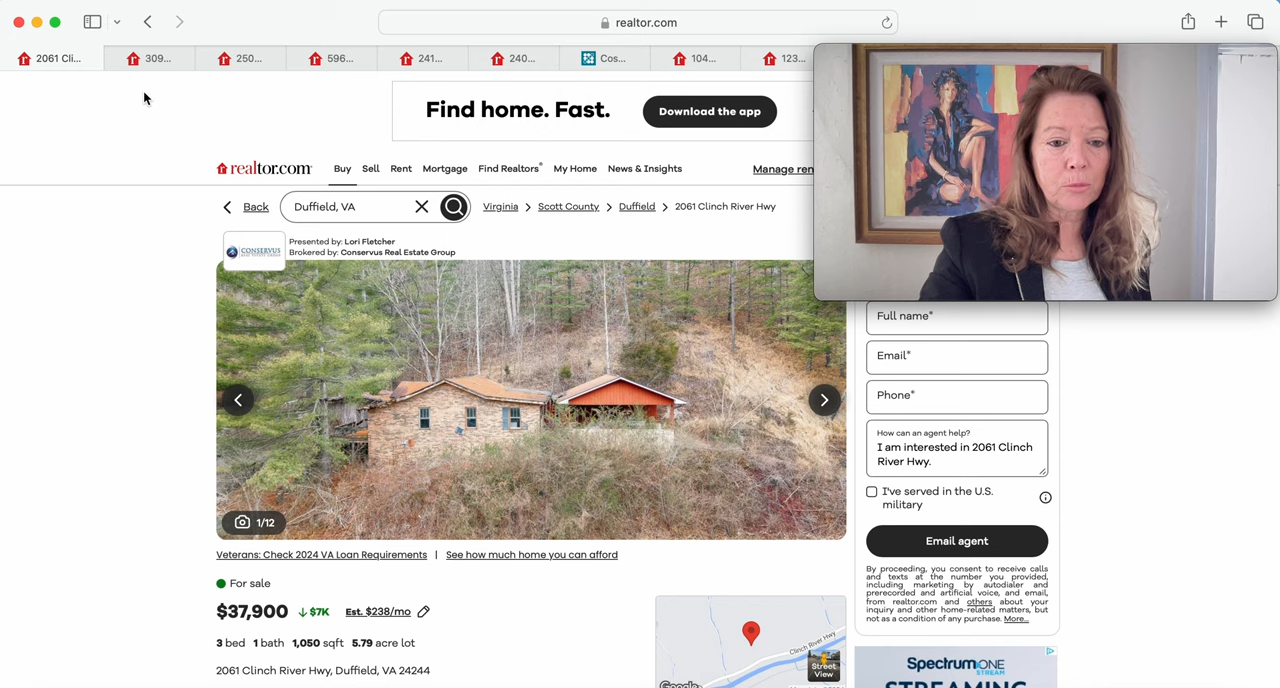 realtor.com
2061 Cli...
309...
250...
596...
241...
240...
Cos...
104...
123...
Find home. Fast.
Download the app
realtor.com
Buy
Sell
Rent
Mortgage
Find Realtors®
My Home
News & Insights
Manage ren
Back
Duffield, VA
Virginia > Scott County > Duffield > 2061 Clinch River Hwy
CONSERVUS
Presented by: Lori Fletcher
Brokered by: Conservus Real Estate Group
1/12
Veterans: Check 2024 VA Loan Requirements | See how much home you can afford
For sale
$37,900 ↓$7K Est. $238/mo
3 bed 1 bath 1,050 sqft 5.79 acre lot
2061 Clinch River Hwy, Duffield, VA 24244
Clinch River Hwy
Street
View
Google
Full name*
Email*
Phone*
How can an agent help?
I am interested in 2061 Clinch
River Hwy.
I've served in the U.S.
military
Email agent
By proceeding, you consent to receive calls
and texts at the number you provided,
including marketing by autodialer and
prerecorded and artificial voice, and email,
from realtor.com and others about your
inquiry and other home-related matters, but
not as a condition of any purchase. More...
Spectrum ONE
STREAM
STREAMING